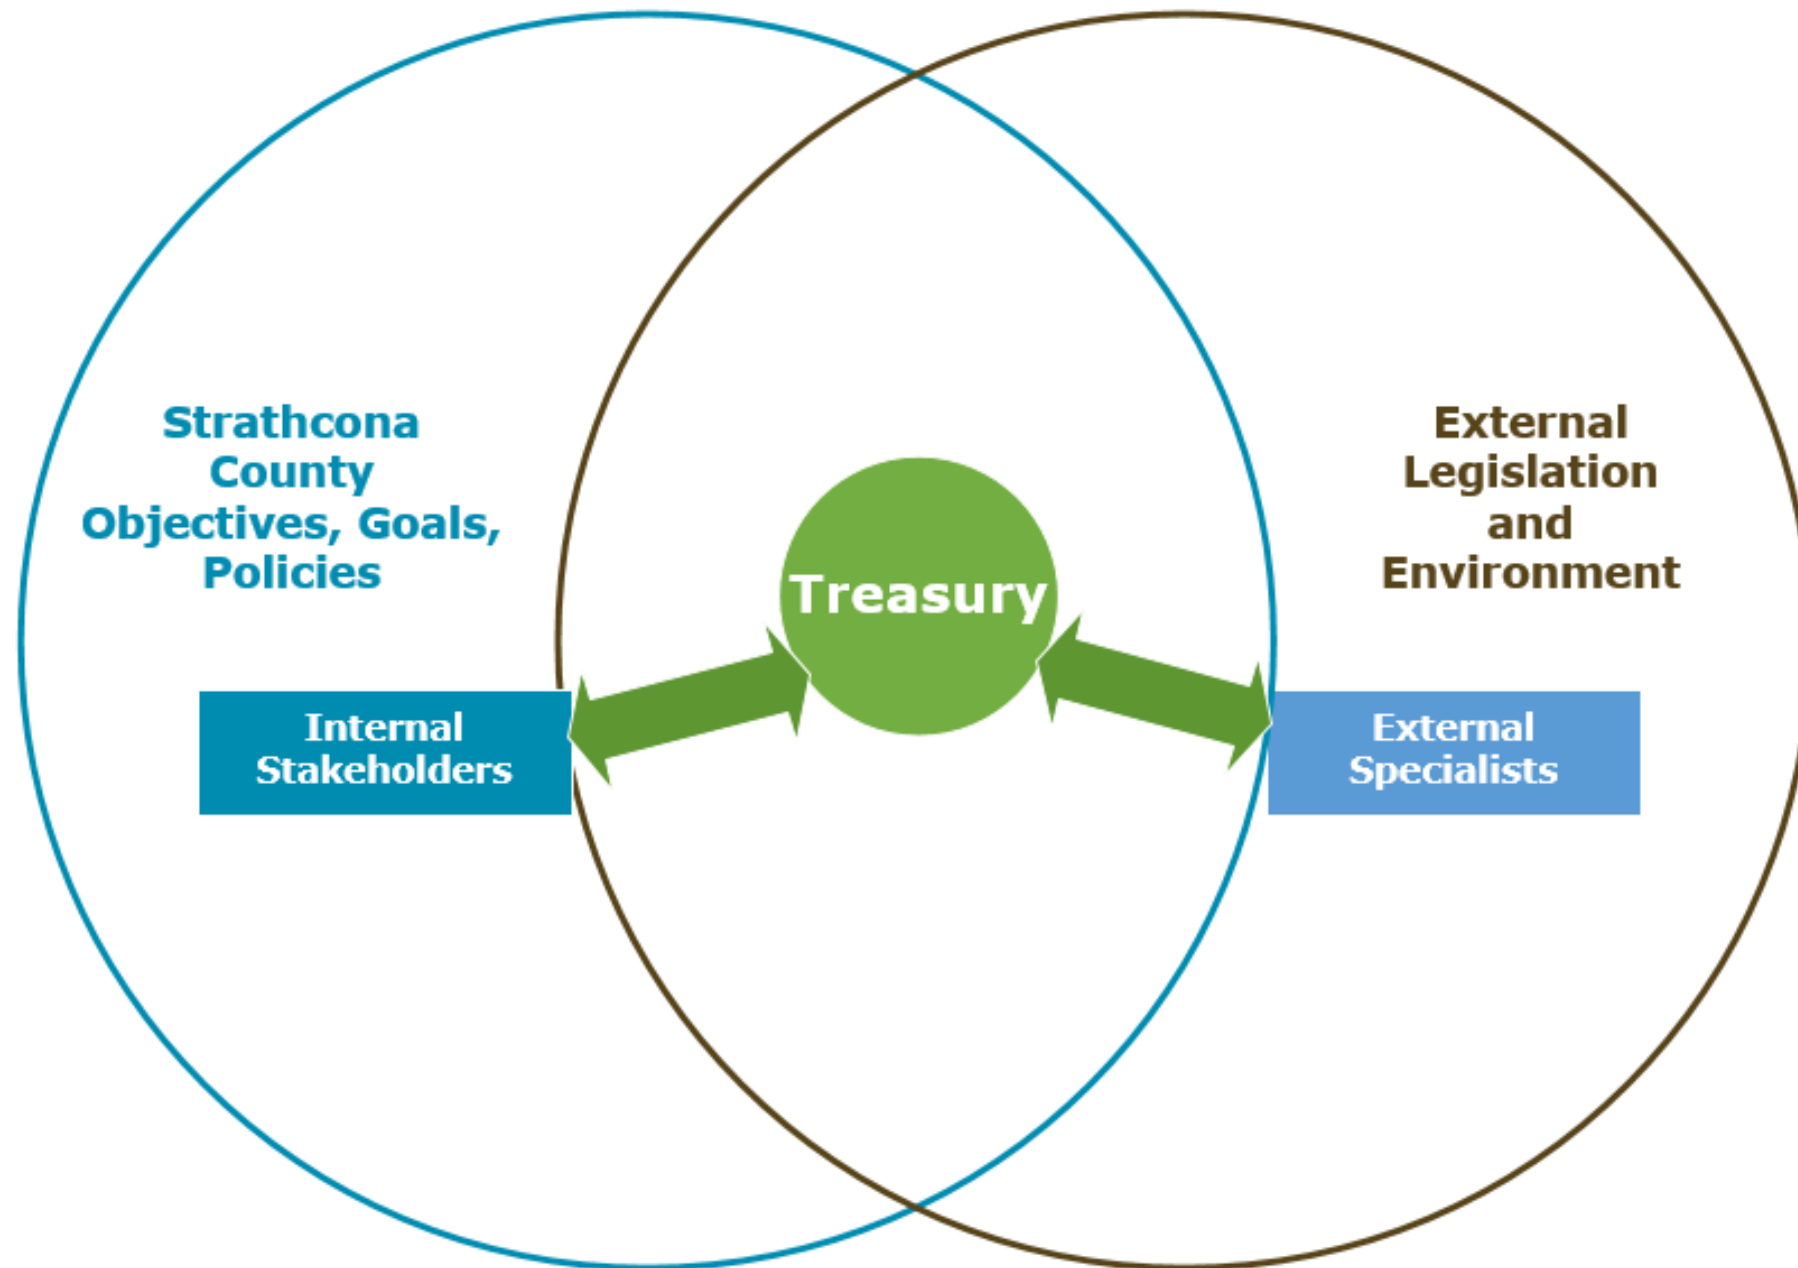 Strathcona
County
Objectives, Goals,
Policies
External
Legislation
and
Environment
Treasury
Internal
Stakeholders
External
Specialists